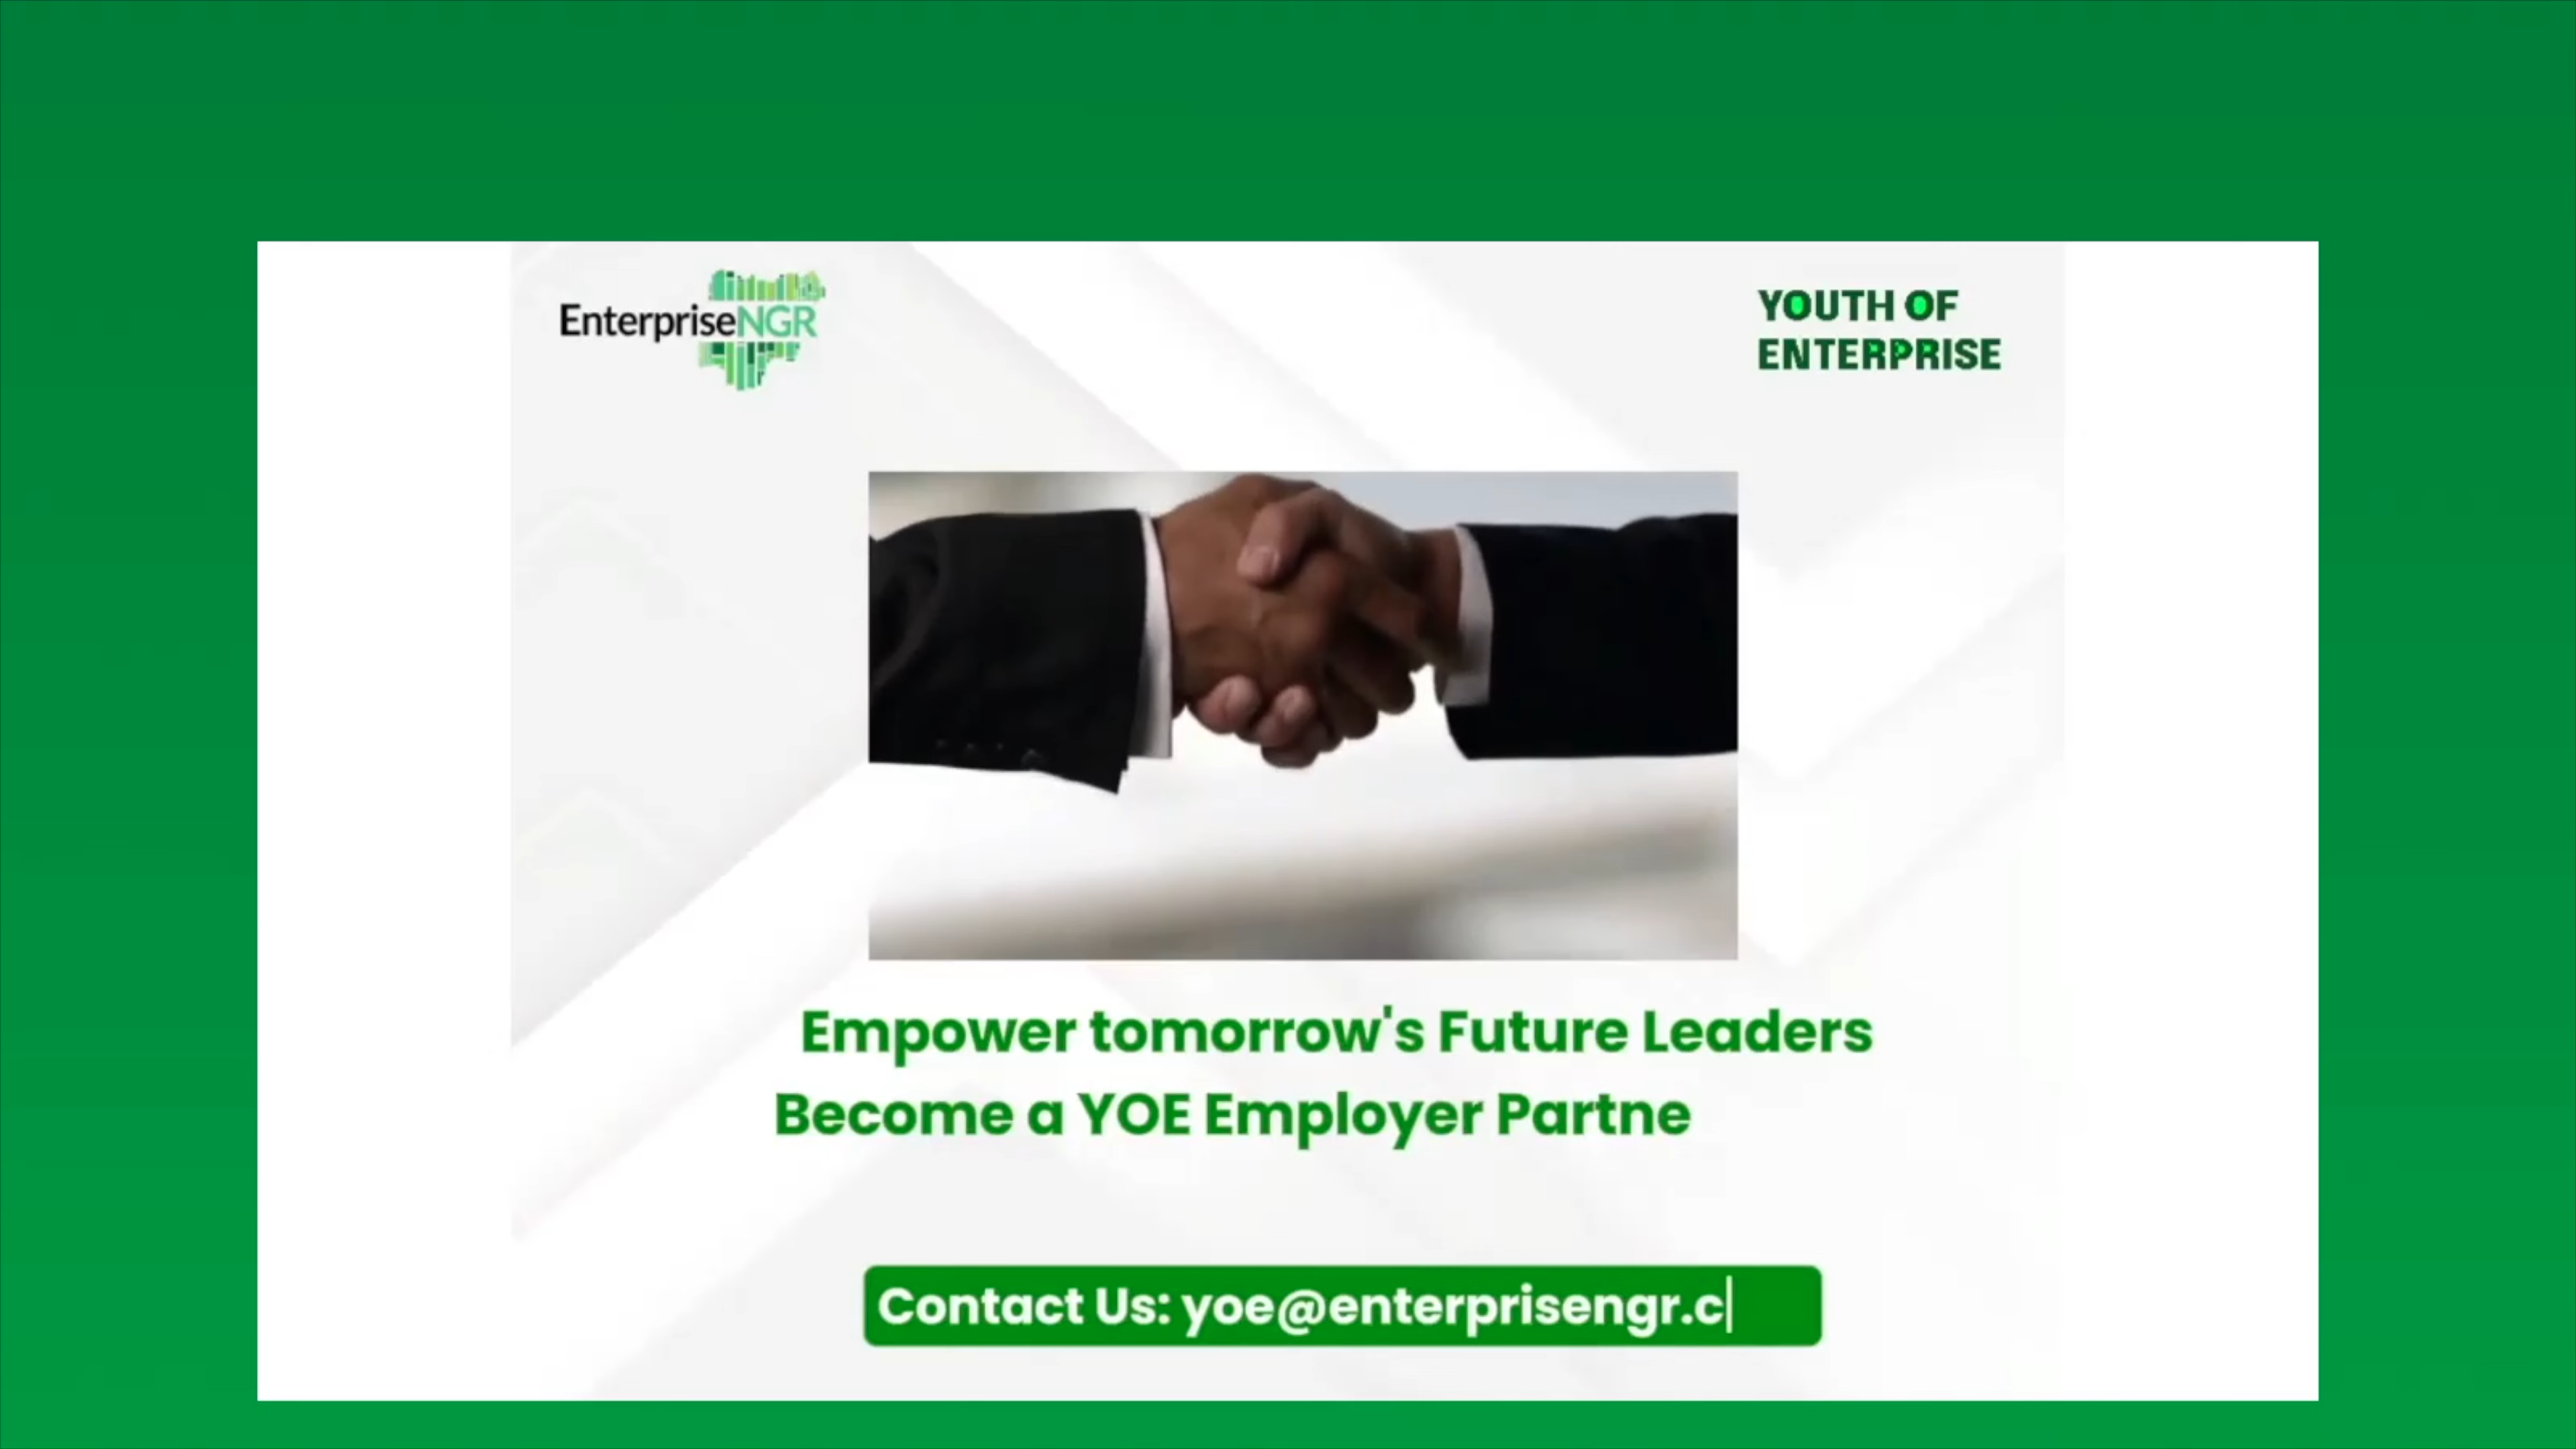 EnterpriseNGR
YOUTH OF
ENTERPRISE
Empower tomorrow's Future Leaders
Become a YOE Employer Partne
Contact Us: yoe@enterprisengr.c